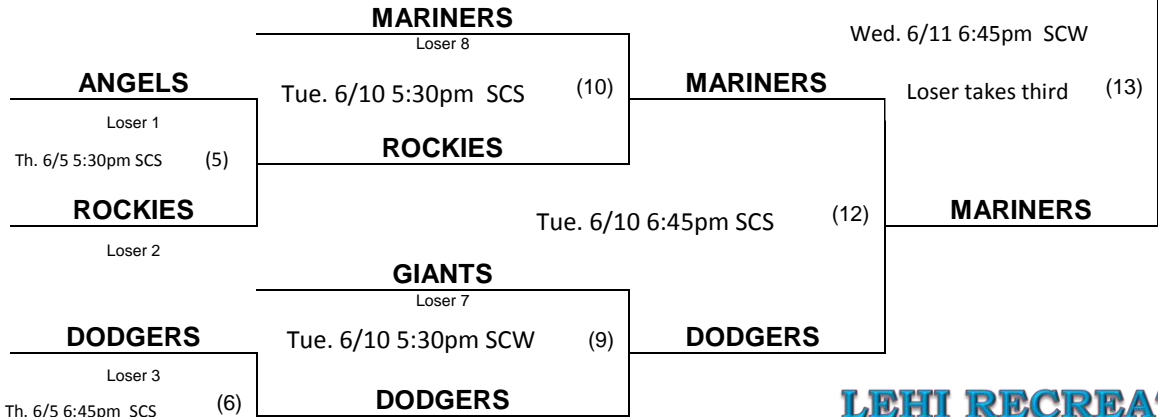 MARINERS
Loser 8
Wed. 6/11 6:45pm SCW
ANGELS
Tue. 6/10 5:30pm SCS (10)
MARINERS
Loser takes third (13)
Loser 1
Th. 6/5 5:30pm SCS (5)
ROCKIES
ROCKIES
Tue. 6/10 6:45pm SCS (12)
MARINERS
Loser 2
GIANTS
Loser 7
DODGERS
Tue. 6/10 5:30pm SCW (9)
DODGERS
Loser 3
Th. 6/5 6:45pm SCS (6)
DODGERS
LEHI